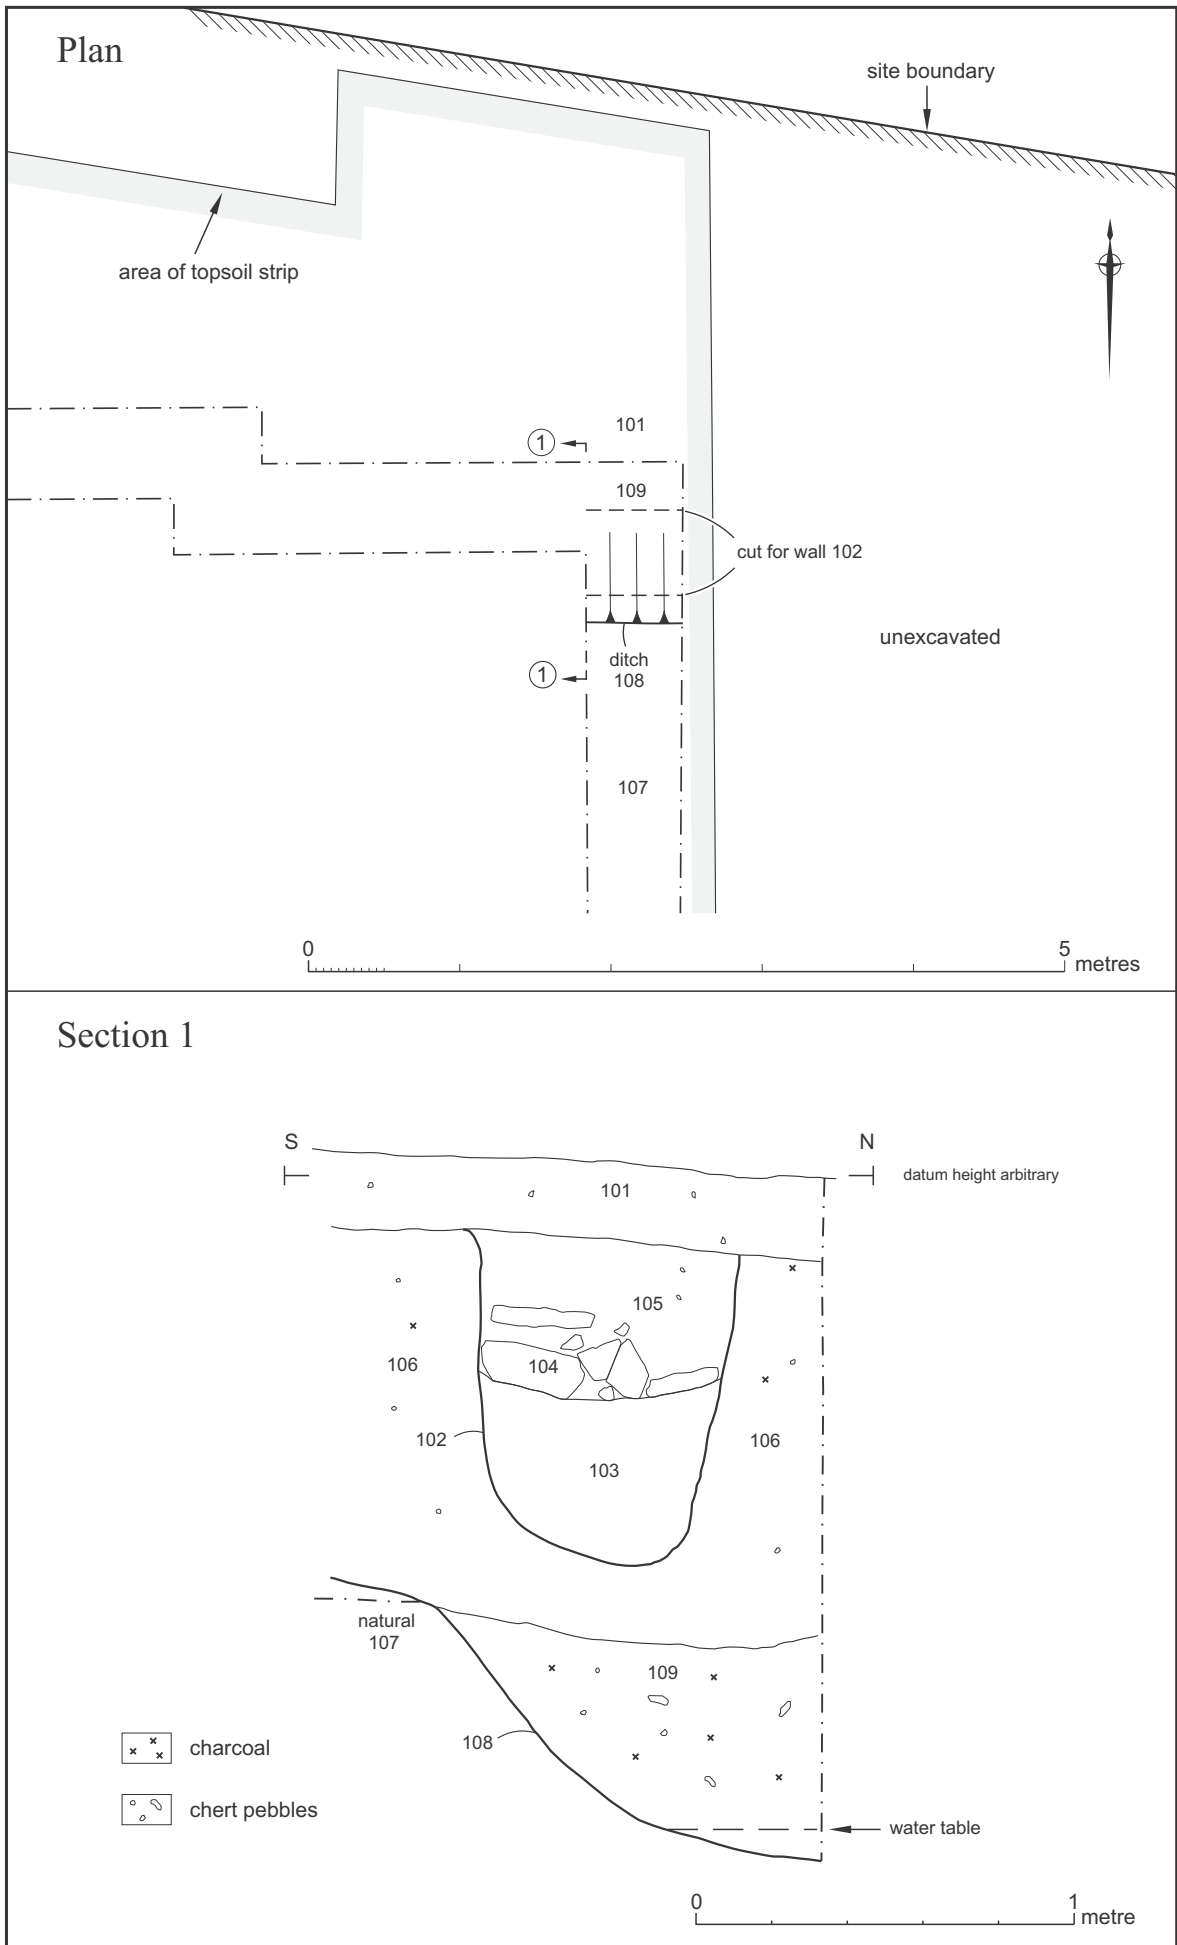 Plan
site boundary
area of topsoil strip
101
1
109
cut for wall 102
unexcavated
ditch
108
1
107
0 5
metres
Section 1
S N
datum height arbitrary
101
105
106
104
102
106
103
natural
107
109
108
charcoal
chert pebbles
water table
0 1
metre